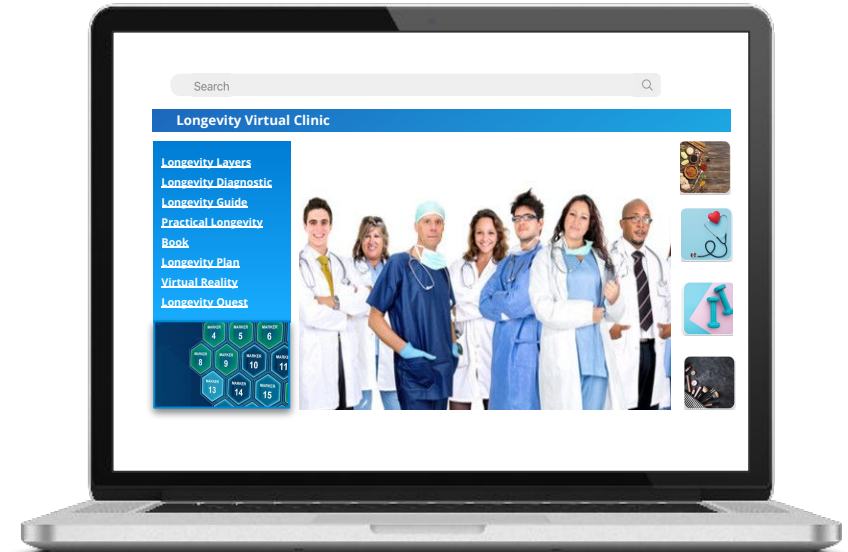 Search
Longevity Virtual Clinic
Longevity Layers
Longevity Diagnostic
Longevity Guide
Practical Longevity
Book
Longevity Plan
Virtual Reality
Longevity Quest
MARKER MARKER MARKER
4 5 6
MARKER MARKER MARKER MARKER
8 9 10 11
MARKER MARKER MARKER
13 14 15